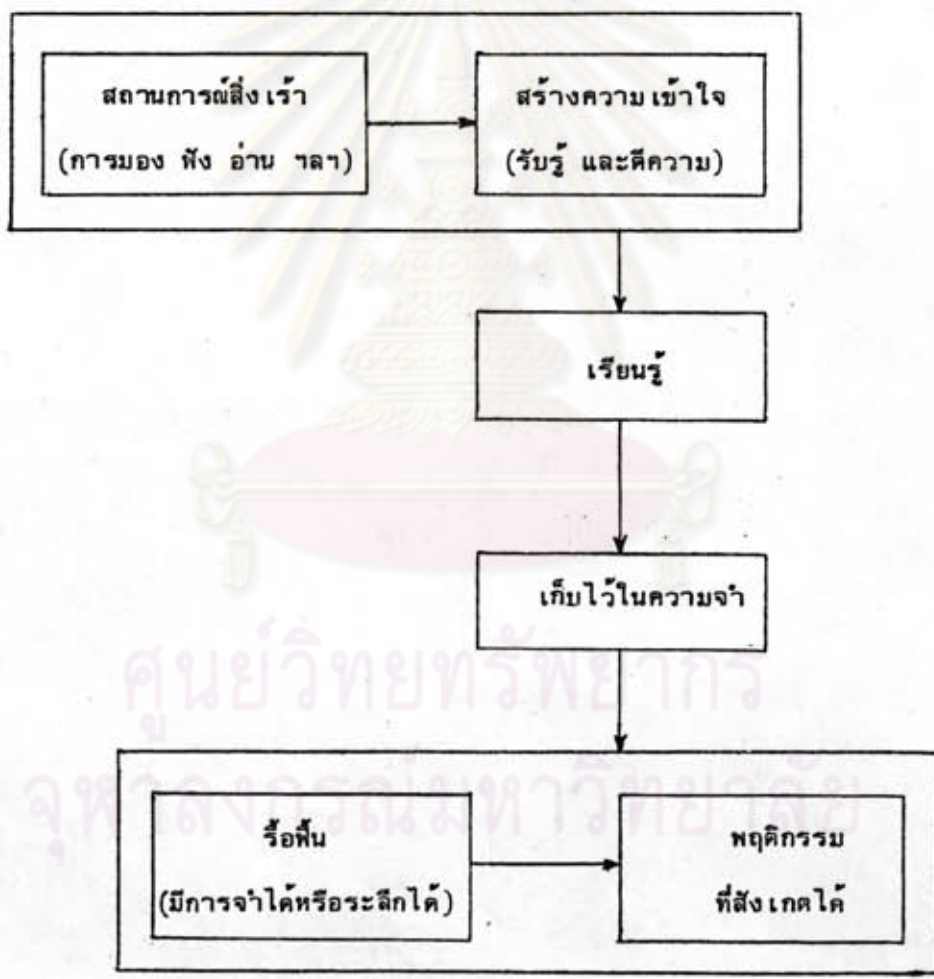 สถานการณ์สิ่งเร้า
(การมอง ฟัง อ่าน ฯลฯ)
สร้างความเข้าใจ
(รับรู้ และตีความ)
เรียนรู้
เก็บไว้ในความจำ
ศูนย์วิทยทรัพยากร
จุฬาลงกรณ์มหาวิทยาลัย
รื้อฟื้น
(มีการจำได้หรือระลึกได้)
พฤติกรรม
ที่สังเกตได้